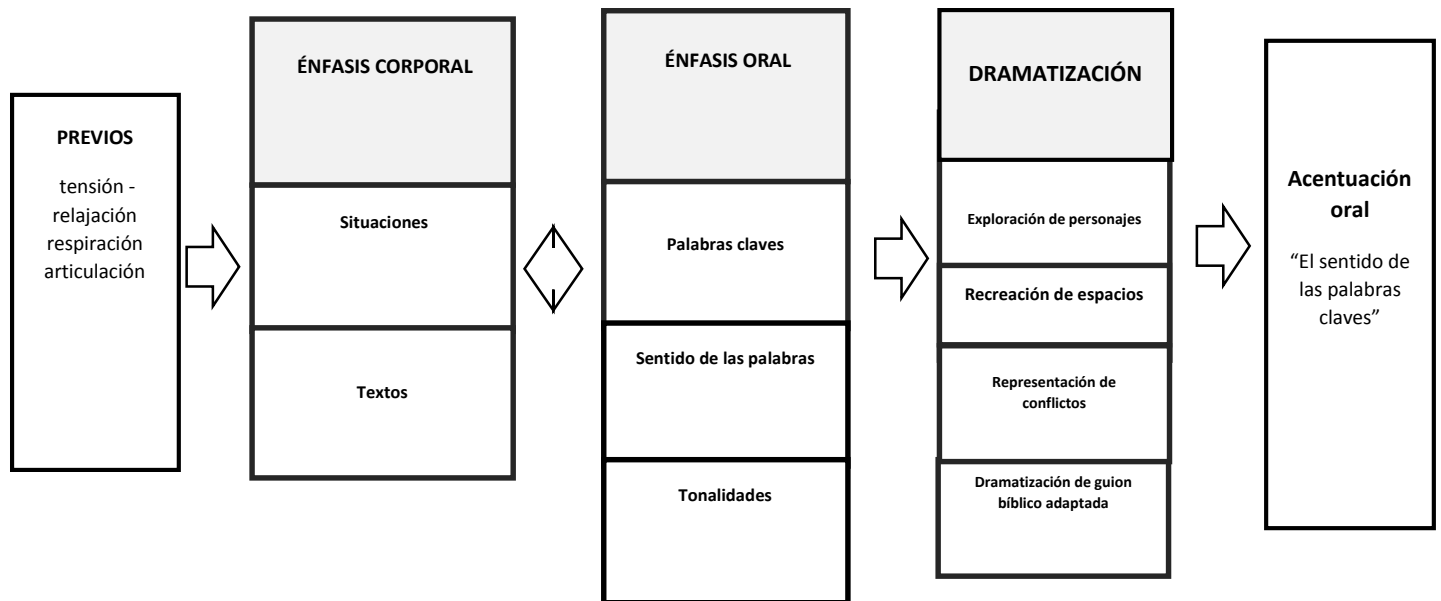 PREVIOS
tensión -
relajación
respiración
articulación
ÉNFASIS CORPORAL
Situaciones
Textos
ÉNFASIS ORAL
Palabras claves
Sentido de las palabras
Tonalidades
DRAMATIZACIÓN
Exploración de personajes
Recreación de espacios
Representación de
conflictos
Dramatización de guion
bíblico adaptada
Acentuación
oral
“El sentido de
las palabras
claves”